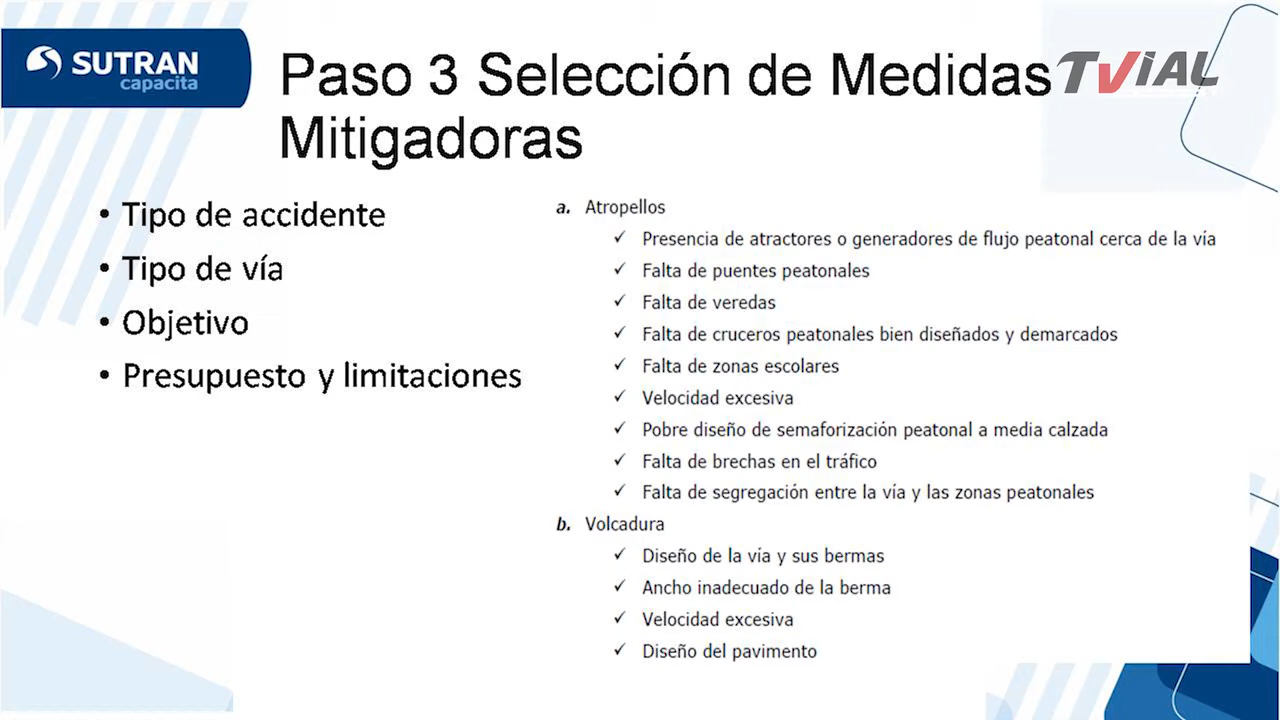 SUTRAN
capacita
Paso 3 Selección de Medidas
Mitigadoras
TViAL
• Tipo de accidente
• Tipo de vía
• Objetivo
• Presupuesto y limitaciones
a. Atropellos
✓ Presencia de atractores o generadores de flujo peatonal cerca de la vía
✓ Falta de puentes peatonales
✓ Falta de veredas
✓ Falta de cruceros peatonales bien diseñados y demarcados
✓ Falta de zonas escolares
✓ Velocidad excesiva
✓ Pobre diseño de semaforización peatonal a media calzada
✓ Falta de brechas en el tráfico
✓ Falta de segregación entre la vía y las zonas peatonales
b. Volcadura
✓ Diseño de la vía y sus bermas
✓ Ancho inadecuado de la berma
✓ Velocidad excesiva
✓ Diseño del pavimento